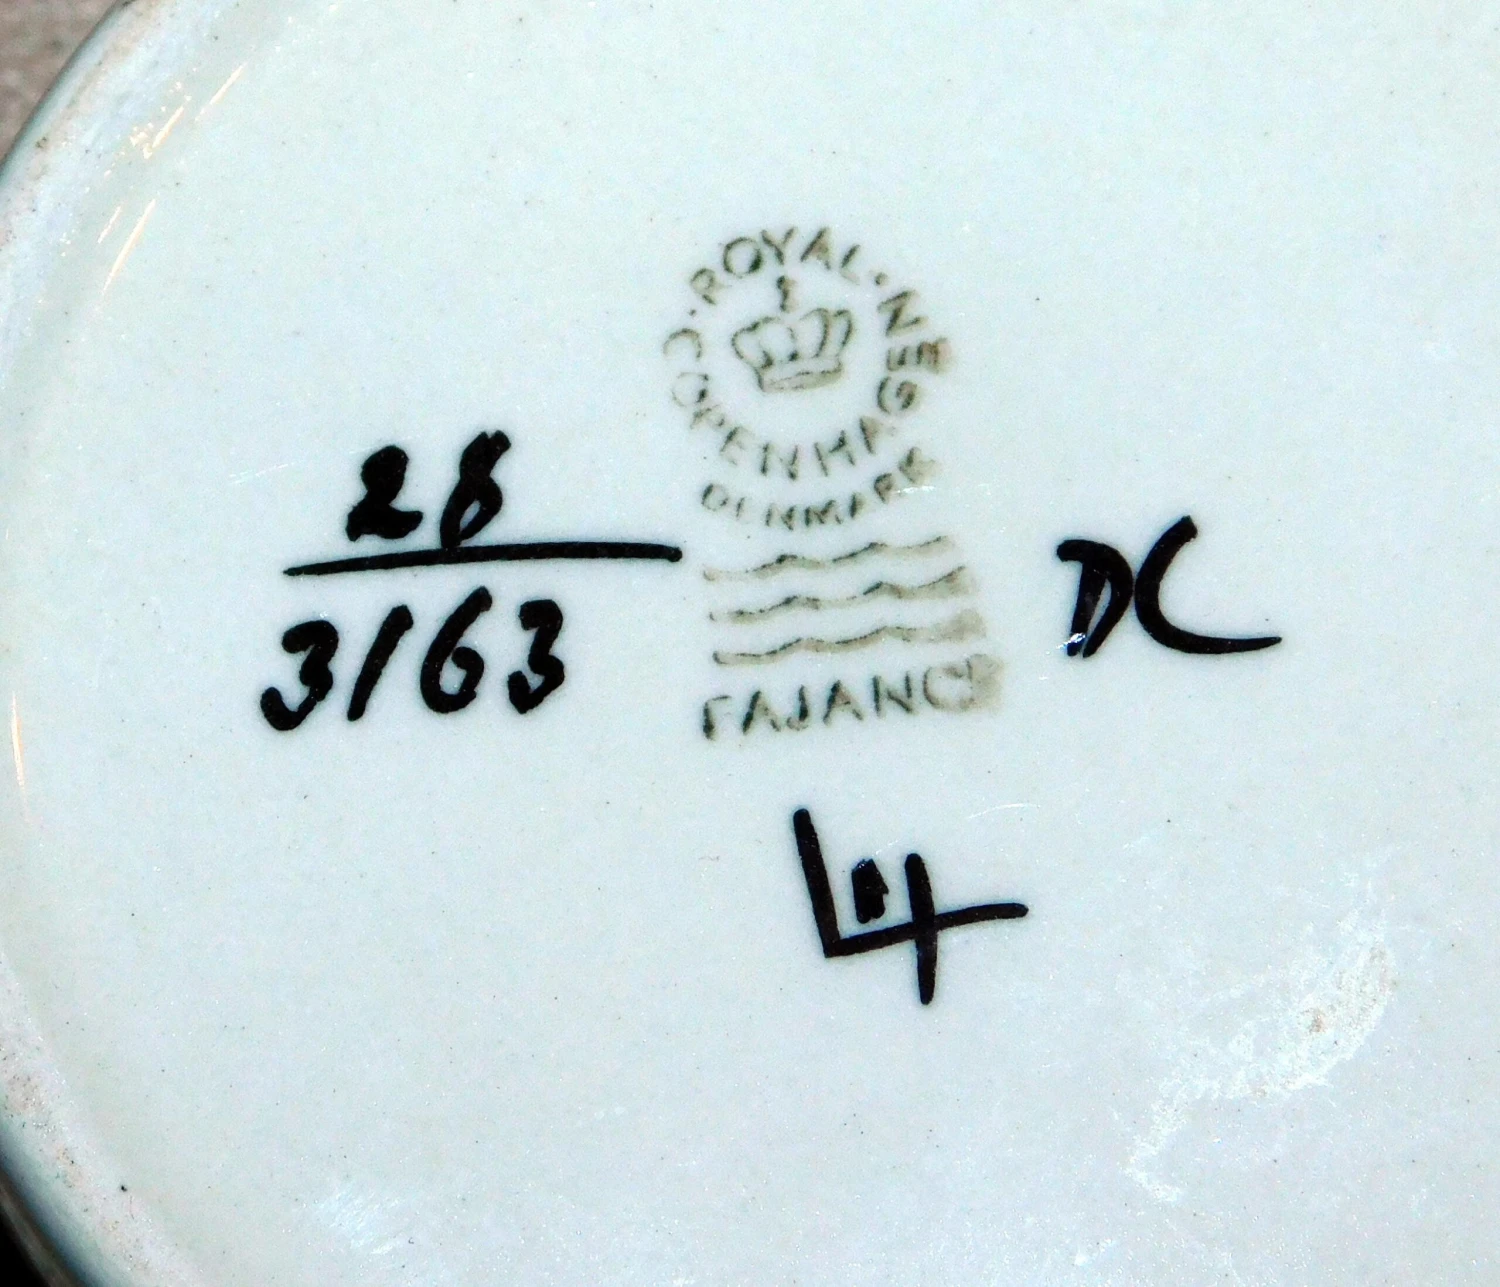 ROYAL · COPENHAGEN
DENMARK
28
3163
DC
FAJANCE